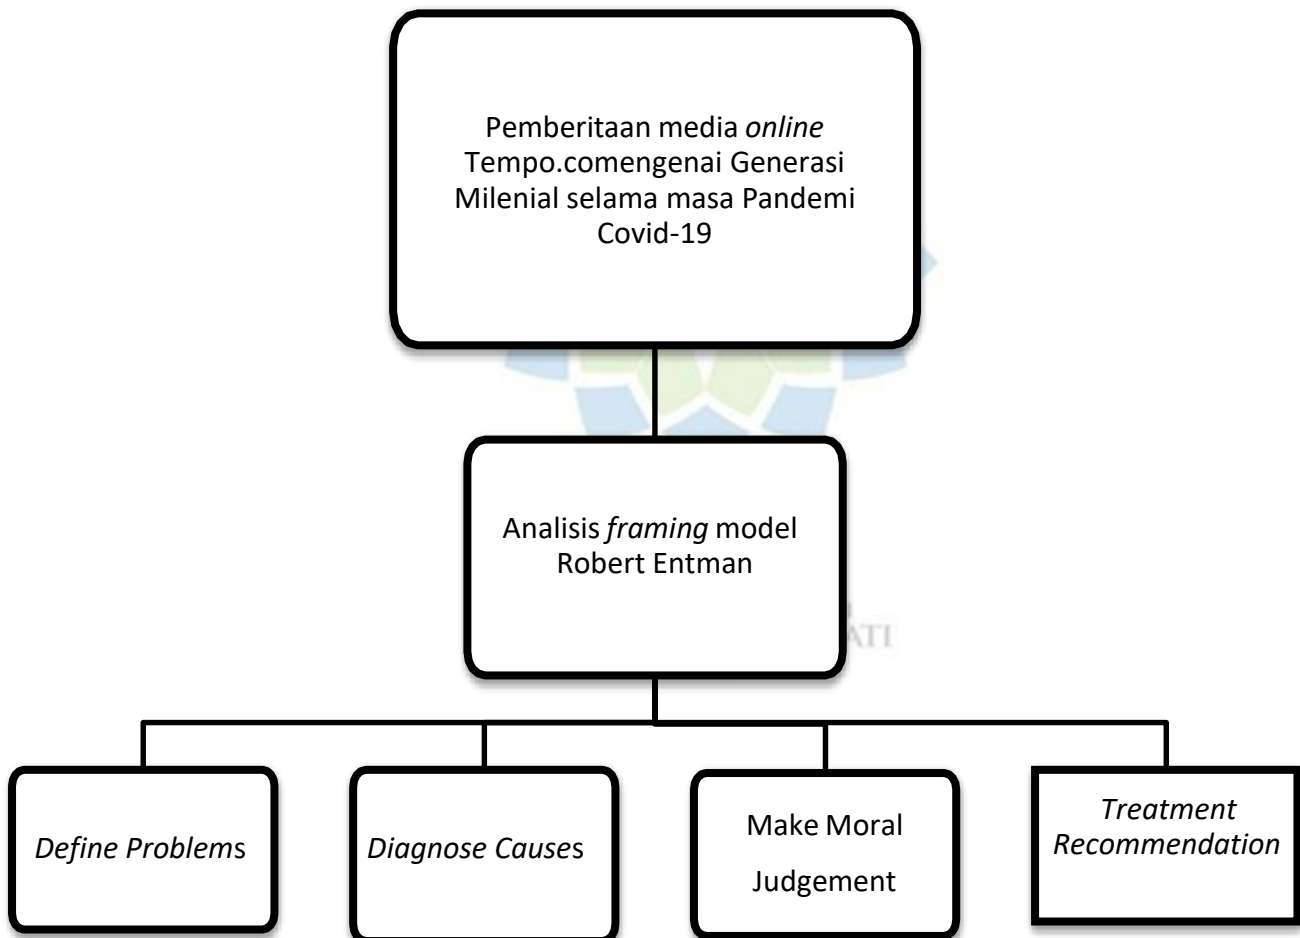 Pemberitaan media online
Tempo.comengenai Generasi
Milenial selama masa Pandemi
Covid-19
Analisis framing model
Robert Entman
ATI
Define Problems
Diagnose Causes
Make Moral
Judgement
Treatment
Recommendation